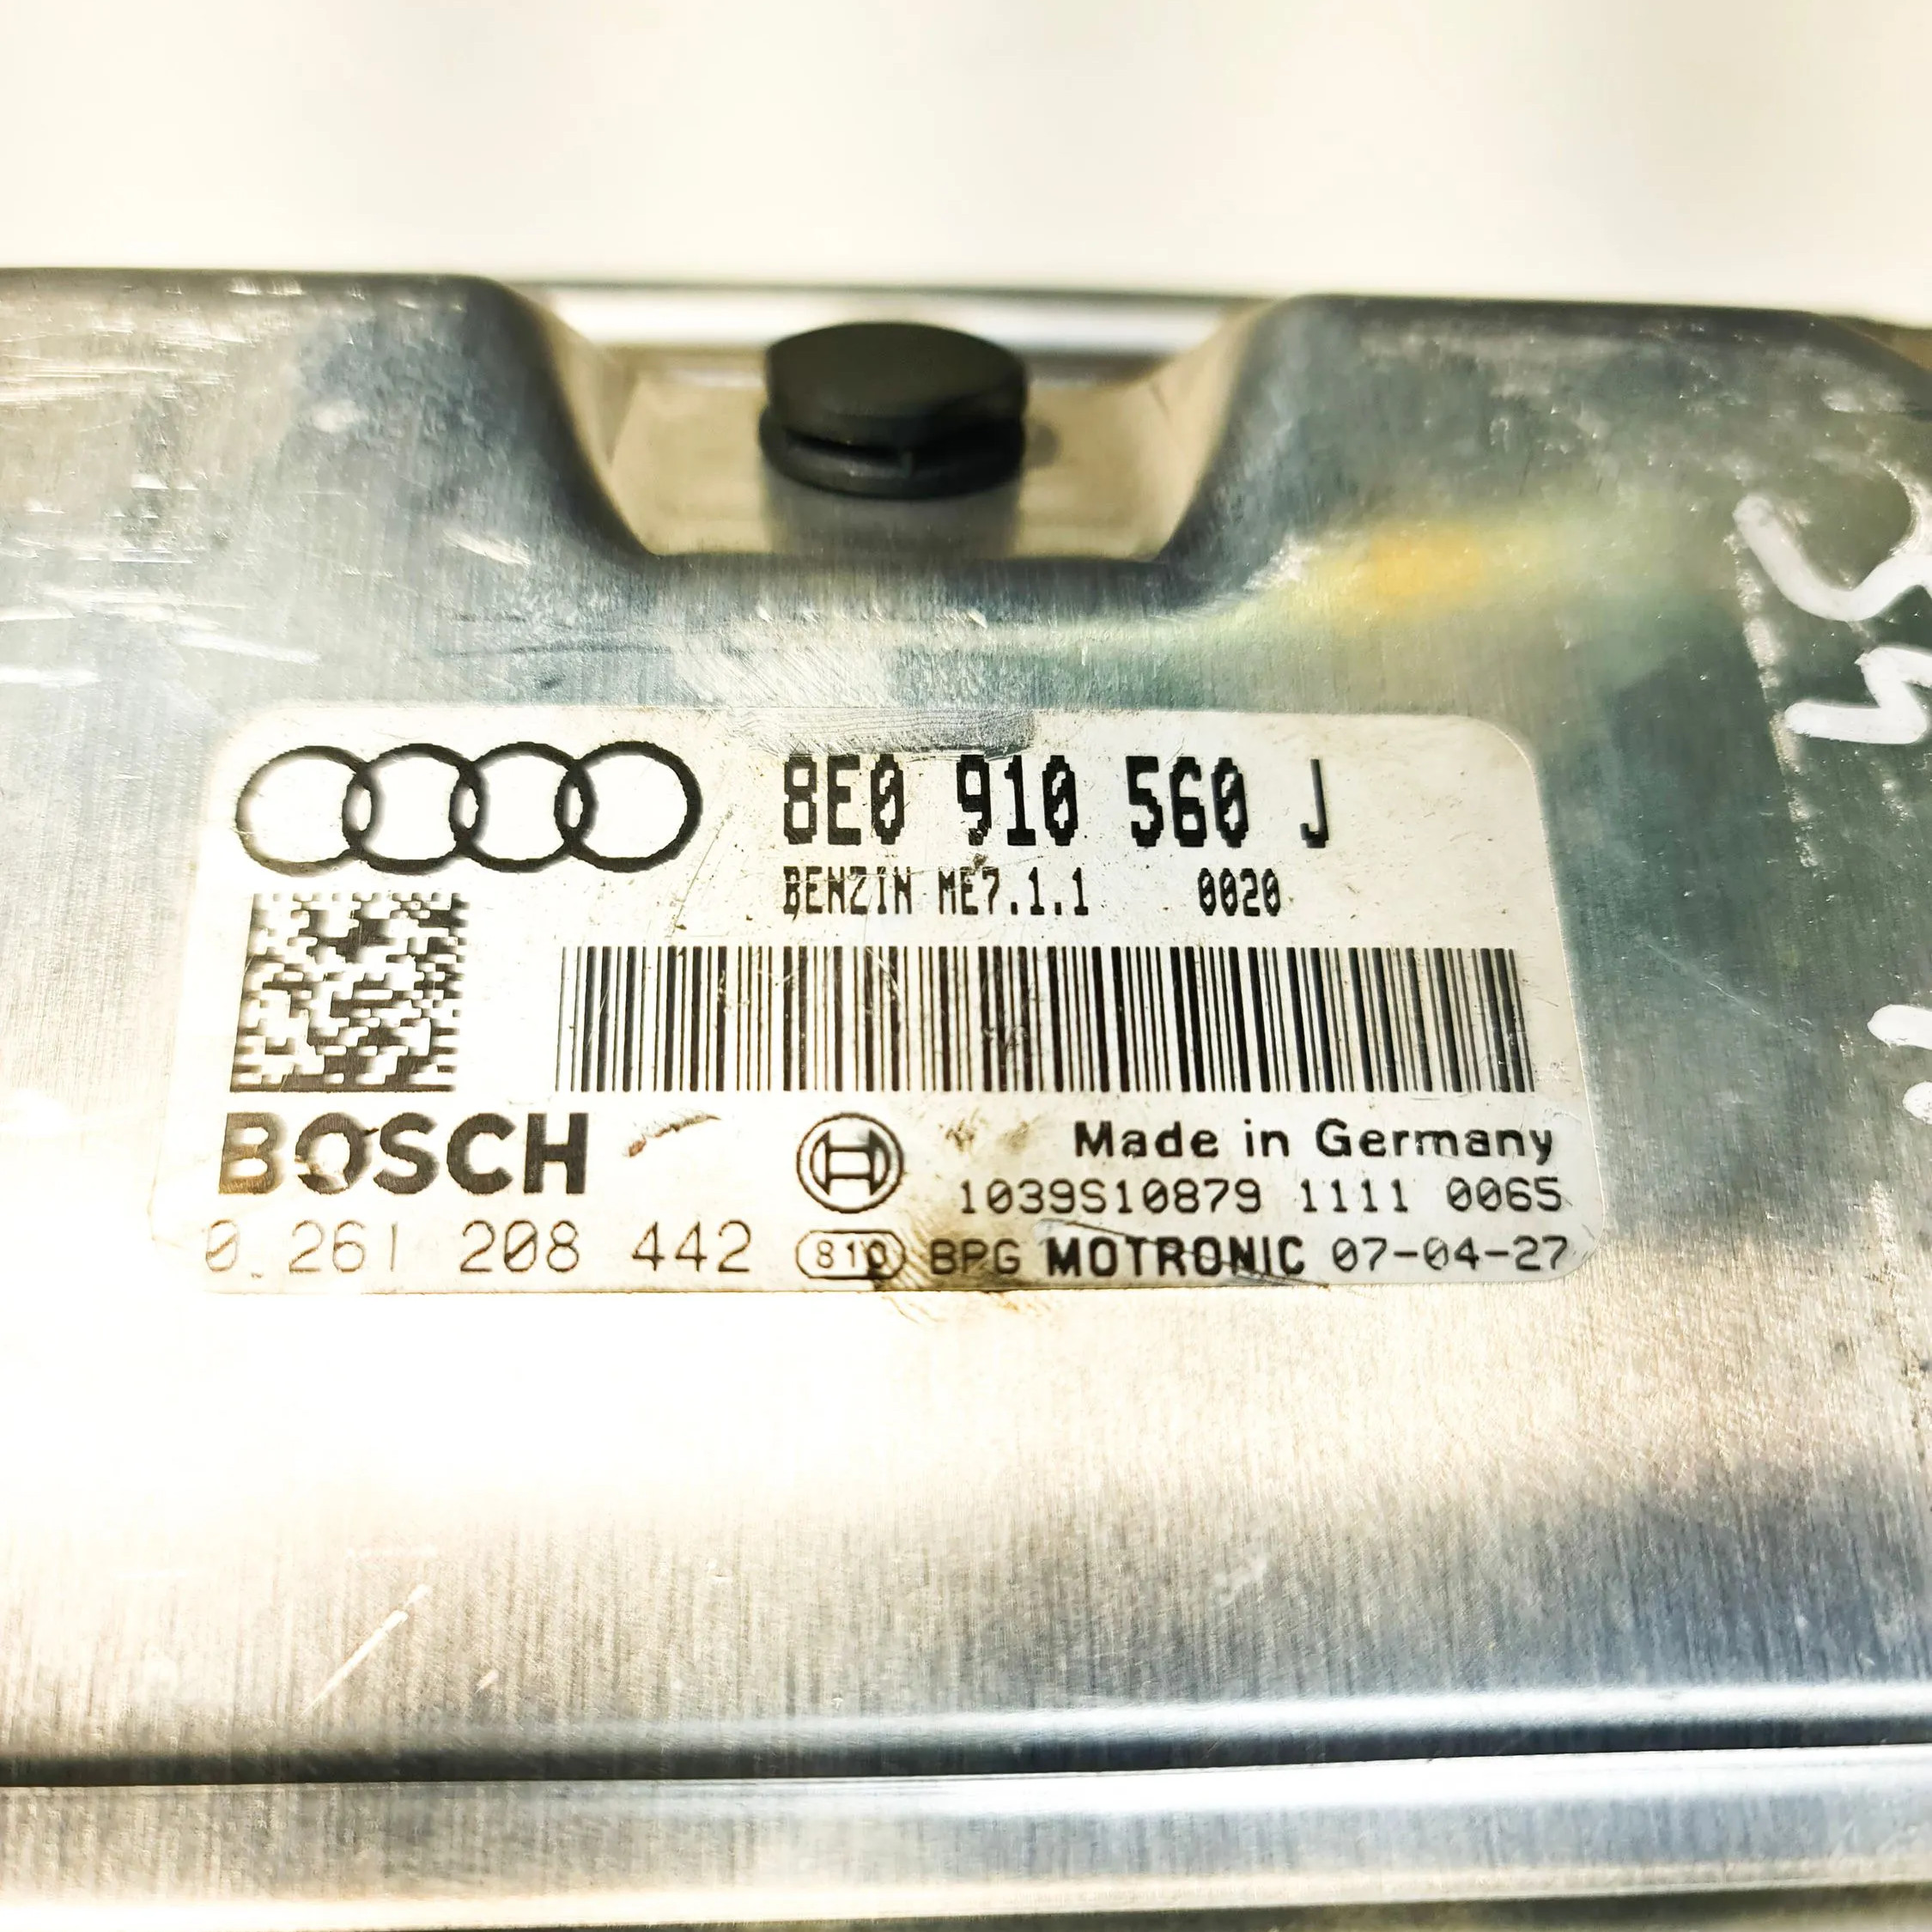 8E0 910 560 J
BENZIN ME7.1.1 0020
BOSCH
Made in Germany
1039S10879 1111 0065
0 261 208 442 810 BPG MOTRONIC 07-04-27